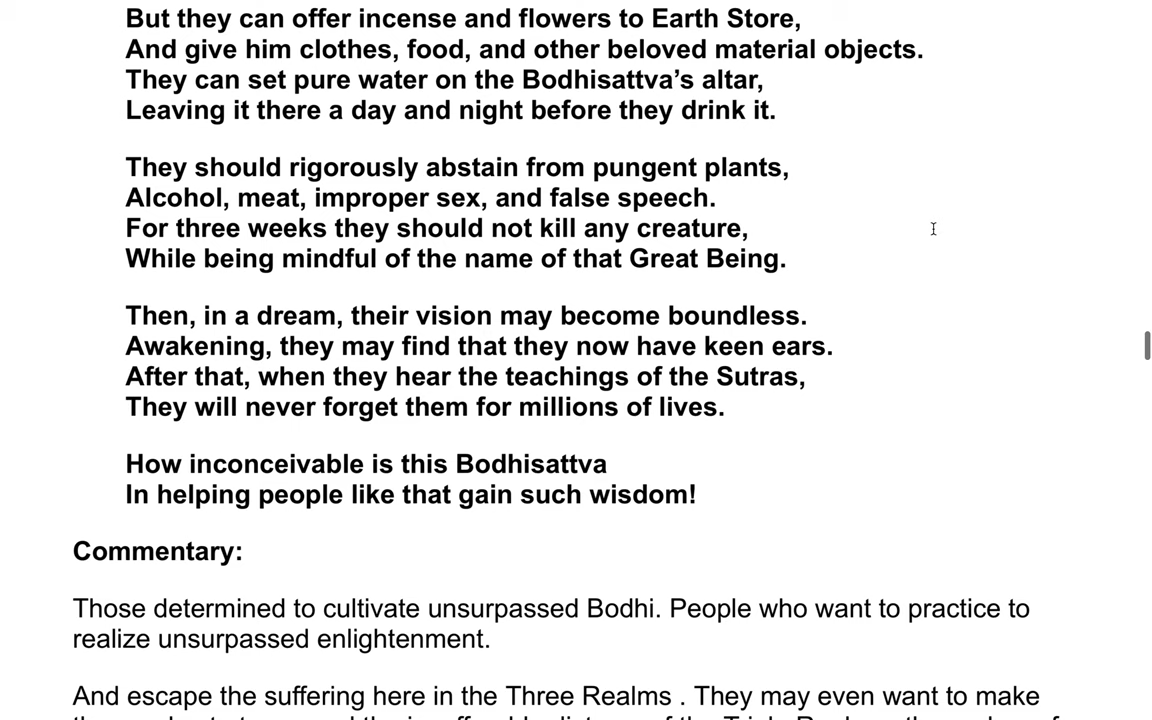 But they can offer incense and flowers to Earth Store,
And give him clothes, food, and other beloved material objects.
They can set pure water on the Bodhisattva's altar,
Leaving it there a day and night before they drink it.
They should rigorously abstain from pungent plants,
Alcohol, meat, improper sex, and false speech.
For three weeks they should not kill any creature,
While being mindful of the name of that Great Being.
Then, in a dream, their vision may become boundless.
Awakening, they may find that they now have keen ears.
After that, when they hear the teachings of the Sutras,
They will never forget them for millions of lives.
How inconceivable is this Bodhisattva
In helping people like that gain such wisdom!
Commentary:
Those determined to cultivate unsurpassed Bodhi. People who want to practice to
realize unsurpassed enlightenment.
And escape the suffering here in the Three Realms . They may even want to make